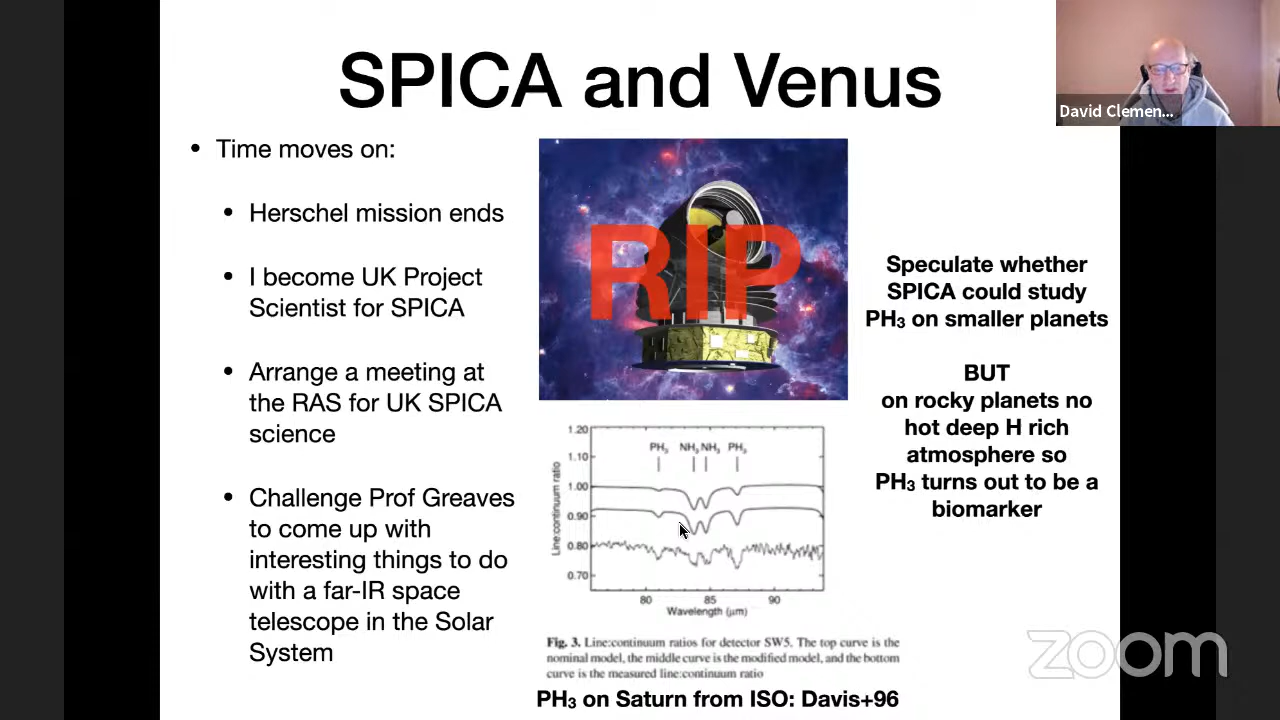 SPICA and Venus
David Clemen...
• Time moves on:
• Herschel mission ends
• I become UK Project
Scientist for SPICA
• Arrange a meeting at
the RAS for UK SPICA
science
• Challenge Prof Greaves
to come up with
interesting things to do
with a far-IR space
telescope in the Solar
System
RIP
Speculate whether
SPICA could study
PH₃ on smaller planets
BUT
on rocky planets no
hot deep H rich
atmosphere so
PH₃ turns out to be a
biomarker
1.20
1.10
1.00
0.90
0.80
0.70
Line:continuum ratio
PH₃ NH₃ NH₃ PH₃
80 85 90
Wavelength (μm)
Fig. 3. Line:continuum ratios for detector SW5. The top curve is the
nominal model, the middle curve is the modified model, and the bottom
curve is the measured line:continuum ratio
PH₃ on Saturn from ISO: Davis+96
zoom